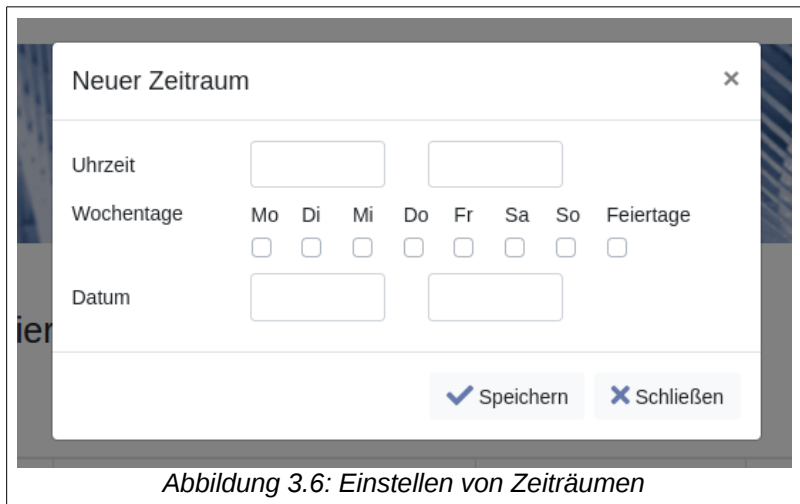 Neuer Zeitraum ×
Uhrzeit
Wochentage Mo Di Mi Do Fr Sa So Feiertage
Datum
ier
Speichern Schließen
Abbildung 3.6: Einstellen von Zeiträumen